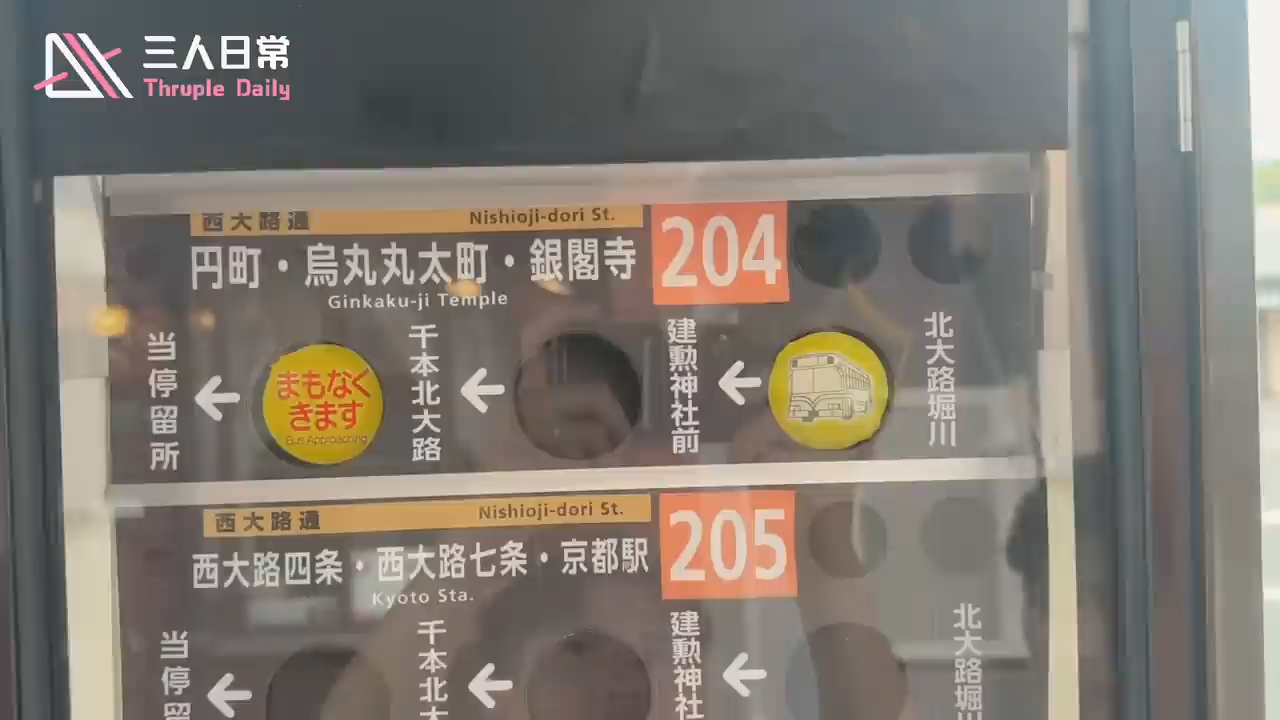 三人日常
Thruple Daily
西大路通 Nishioji-dori St.
円町・烏丸丸太町・銀閣寺 204
Ginkaku-ji Temple
当停留所
まもなく
きます
Bus Approaching
千本北大路
建勲神社前
北大路堀川
西大路通 Nishioji-dori St.
西大路四条・西大路七条・京都駅 205
Kyoto Sta.
当停留
千本北大
建勲神社
北大路堀川